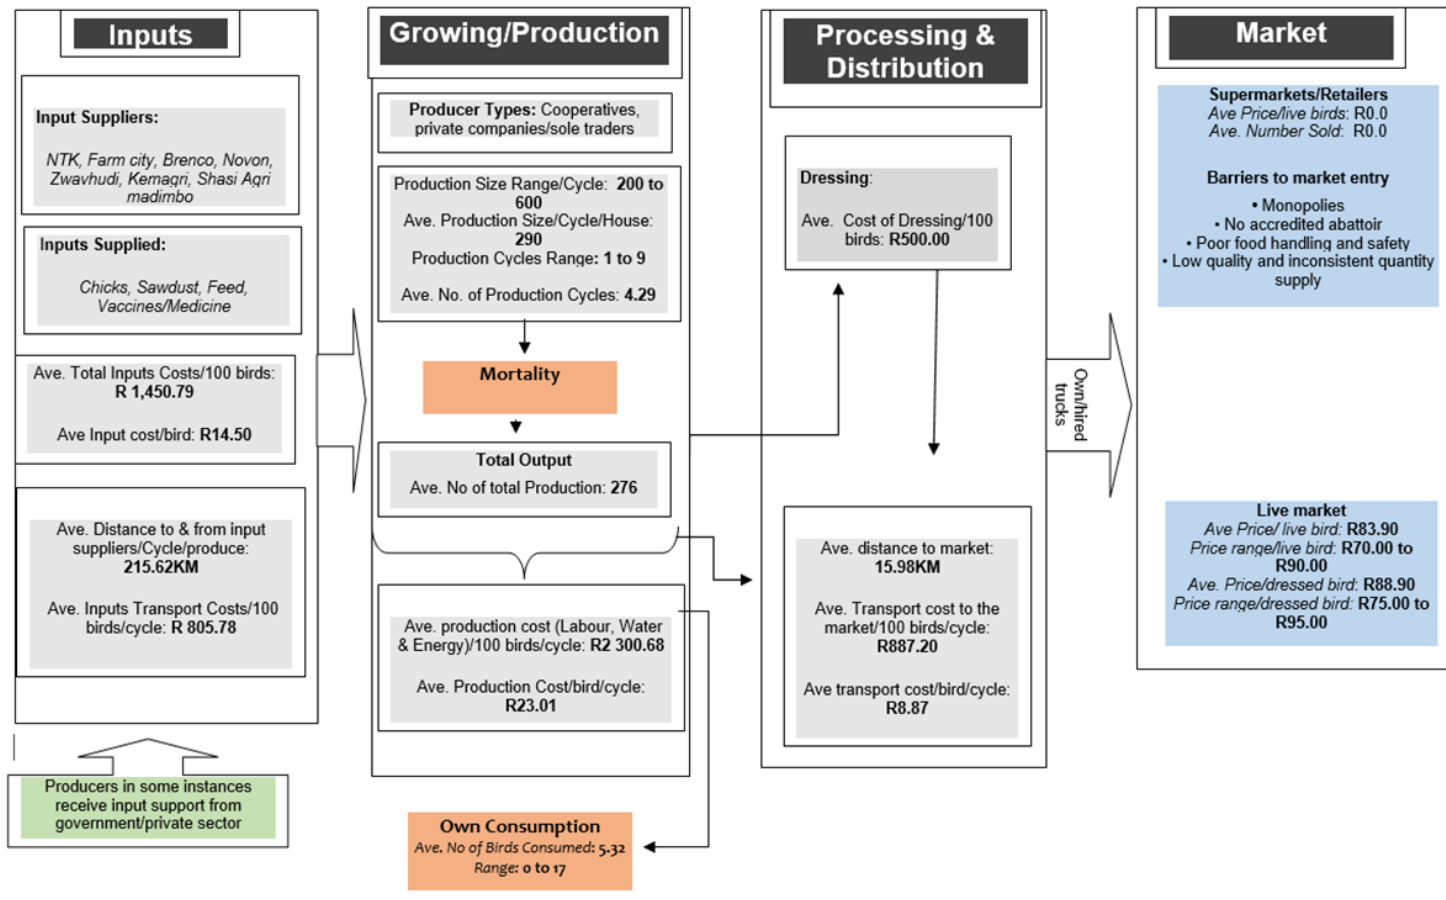 Inputs
Input Suppliers:
NTK, Farm city, Brenco, Novon,
Zwavhudi, Kemagri, Shasi Agri
madimbo
Inputs Supplied:
Chicks, Sawdust, Feed,
Vaccines/Medicine
Ave. Total Inputs Costs/100 birds:
R 1,450.79
Ave Input cost/bird: R14.50
Ave. Distance to & from input
suppliers/Cycle/produce:
215.62KM
Ave. Inputs Transport Costs/100
birds/cycle: R 805.78
Producers in some instances
receive input support from
government/private sector
Growing/Production
Producer Types: Cooperatives,
private companies/sole traders
Production Size Range/Cycle: 200 to
600
Ave. Production Size/Cycle/House:
290
Production Cycles Range: 1 to 9
Ave. No. of Production Cycles: 4.29
Mortality
Total Output
Ave. No of total Production: 276
Ave. production cost (Labour, Water
& Energy)/100 birds/cycle: R2 300.68
Ave. Production Cost/bird/cycle:
R23.01
Own Consumption
Ave. No of Birds Consumed: 5.32
Range: 0 to 17
Processing &
Distribution
Dressing:
Ave. Cost of Dressing/100
birds: R500.00
Ave. distance to market:
15.98KM
Ave. Transport cost to the
market/100 birds/cycle:
R887.20
Ave transport cost/bird/cycle:
R8.87
Own/hired
trucks
Market
Supermarkets/Retailers
Ave Price/live birds: R0.0
Ave. Number Sold: R0.0
Barriers to market entry
• Monopolies
• No accredited abattoir
• Poor food handling and safety
• Low quality and inconsistent quantity
supply
Live market
Ave Price/ live bird: R83.90
Price range/live bird: R70.00 to
R90.00
Ave. Price/dressed bird: R88.90
Price range/dressed bird: R75.00 to
R95.00